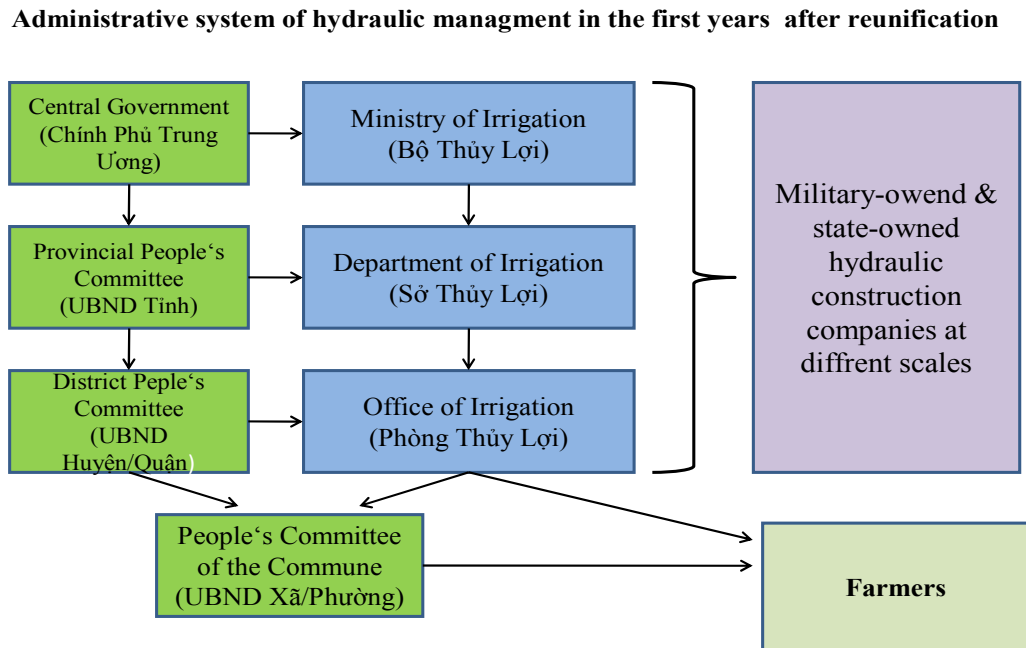 Administrative system of hydraulic managment in the first years after reunification
Central Government
(Chính Phủ Trung
Ương)
Ministry of Irrigation
(Bộ Thủy Lợi)
Provincial People‘s
Committee
(UBND Tỉnh)
Department of Irrigation
(Sở Thủy Lợi)
District Peple‘s
Committee
(UBND
Huyện/Quận)
Office of Irrigation
(Phòng Thủy Lợi)
Military-owend &
state-owned
hydraulic
construction
companies at
diffrent scales
People‘s Committee
of the Commune
(UBND Xã/Phường)
Farmers